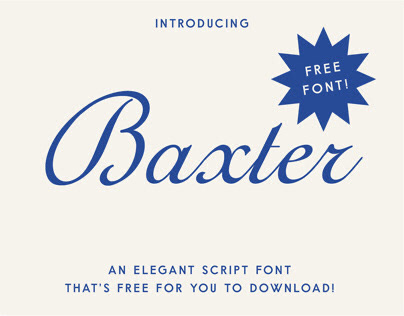 INTRODUCING
FREE
FONT!
Baxter
AN ELEGANT SCRIPT FONT
THAT'S FREE FOR YOU TO DOWNLOAD!